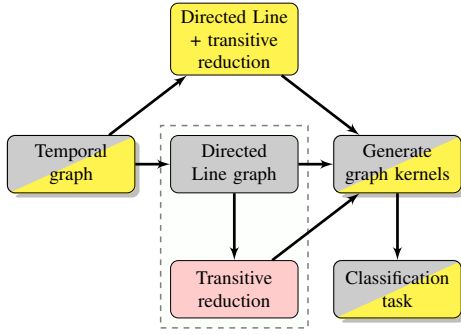 Directed Line
+ transitive
reduction
Temporal
graph
Directed
Line graph
Generate
graph kernels
Transitive
reduction
Classification
task